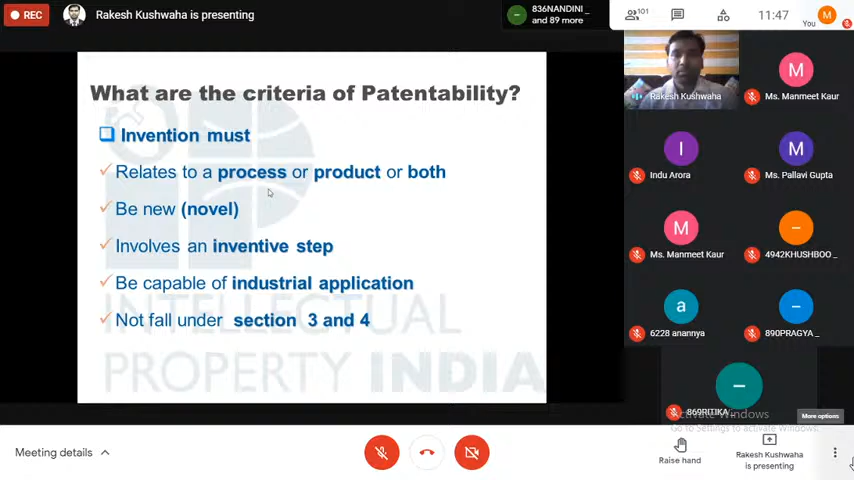 REC
Rakesh Kushwaha is presenting
836NANDINI _
and 89 more
101
11:47
You
M
What are the criteria of Patentability?
Invention must
Relates to a process or product or both
Be new (novel)
Involves an inventive step
Be capable of industrial application
Not fall under section 3 and 4
INTELLECTUAL
PROPERTY INDIA
Rakesh Kushwaha
M
Ms. Manmeet Kaur
I
Indu Arora
M
Ms. Pallavi Gupta
M
Ms. Manmeet Kaur
4942KHUSHBOO _
a
6228 anannya
890PRAGYA _
869RITIKA _
Activate Windows
Go to Settings to activate Windows.
More options
Meeting details
Raise hand
Rakesh Kushwaha
is presenting